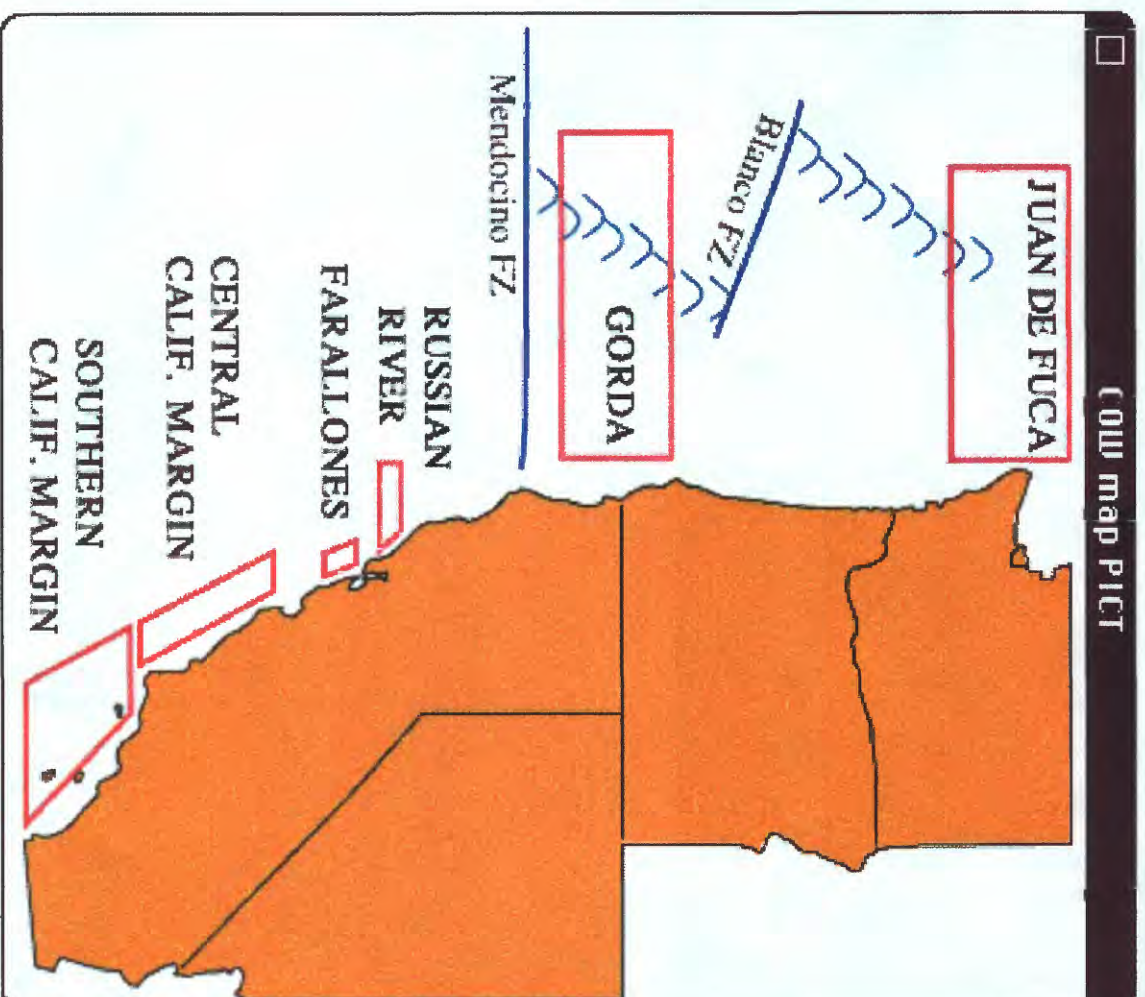 COW map PICT
JUAN DE FUCA
Blanco FZ
GORDA
Mendocino FZ
RUSSIAN
RIVER
FARALLONES
CENTRAL
CALIF. MARGIN
SOUTHERN
CALIF. MARGIN